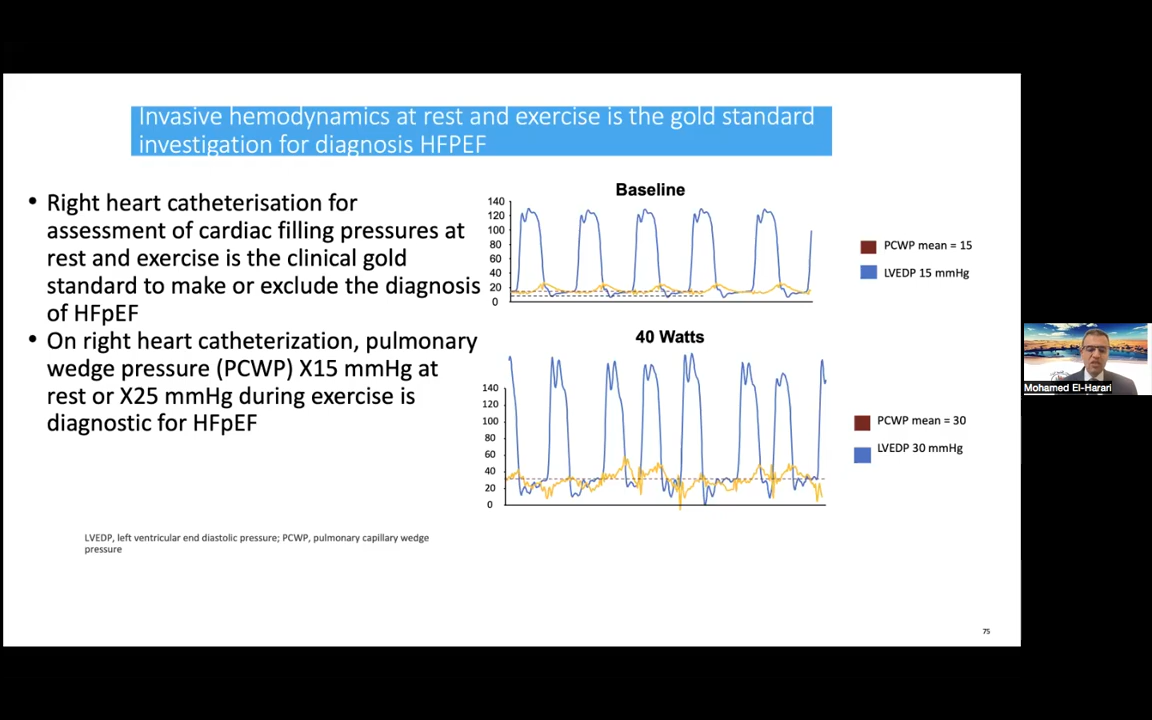 Invasive hemodynamics at rest and exercise is the gold standard
investigation for diagnosis HFPEF
• Right heart catheterisation for
assessment of cardiac filling pressures at
rest and exercise is the clinical gold
standard to make or exclude the diagnosis
of HFpEF
• On right heart catheterization, pulmonary
wedge pressure (PCWP) X15 mmHg at
rest or X25 mmHg during exercise is
diagnostic for HFpEF
Baseline
140
120
100
80
60
40
20
0
PCWP mean = 15
LVEDP 15 mmHg
40 Watts
140
120
100
80
60
40
20
0
PCWP mean = 30
LVEDP 30 mmHg
LVEDP, left ventricular end diastolic pressure; PCWP, pulmonary capillary wedge
pressure
75
Mohamed El-Harari